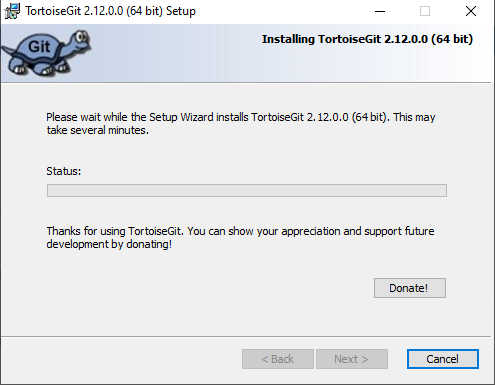 TortoiseGit 2.12.0.0 (64 bit) Setup
Git
Installing TortoiseGit 2.12.0.0 (64 bit)
Please wait while the Setup Wizard installs TortoiseGit 2.12.0.0 (64 bit). This may
take several minutes.
Status:
Thanks for using TortoiseGit. You can show your appreciation and support future
development by donating!
Donate!
< Back
Next >
Cancel